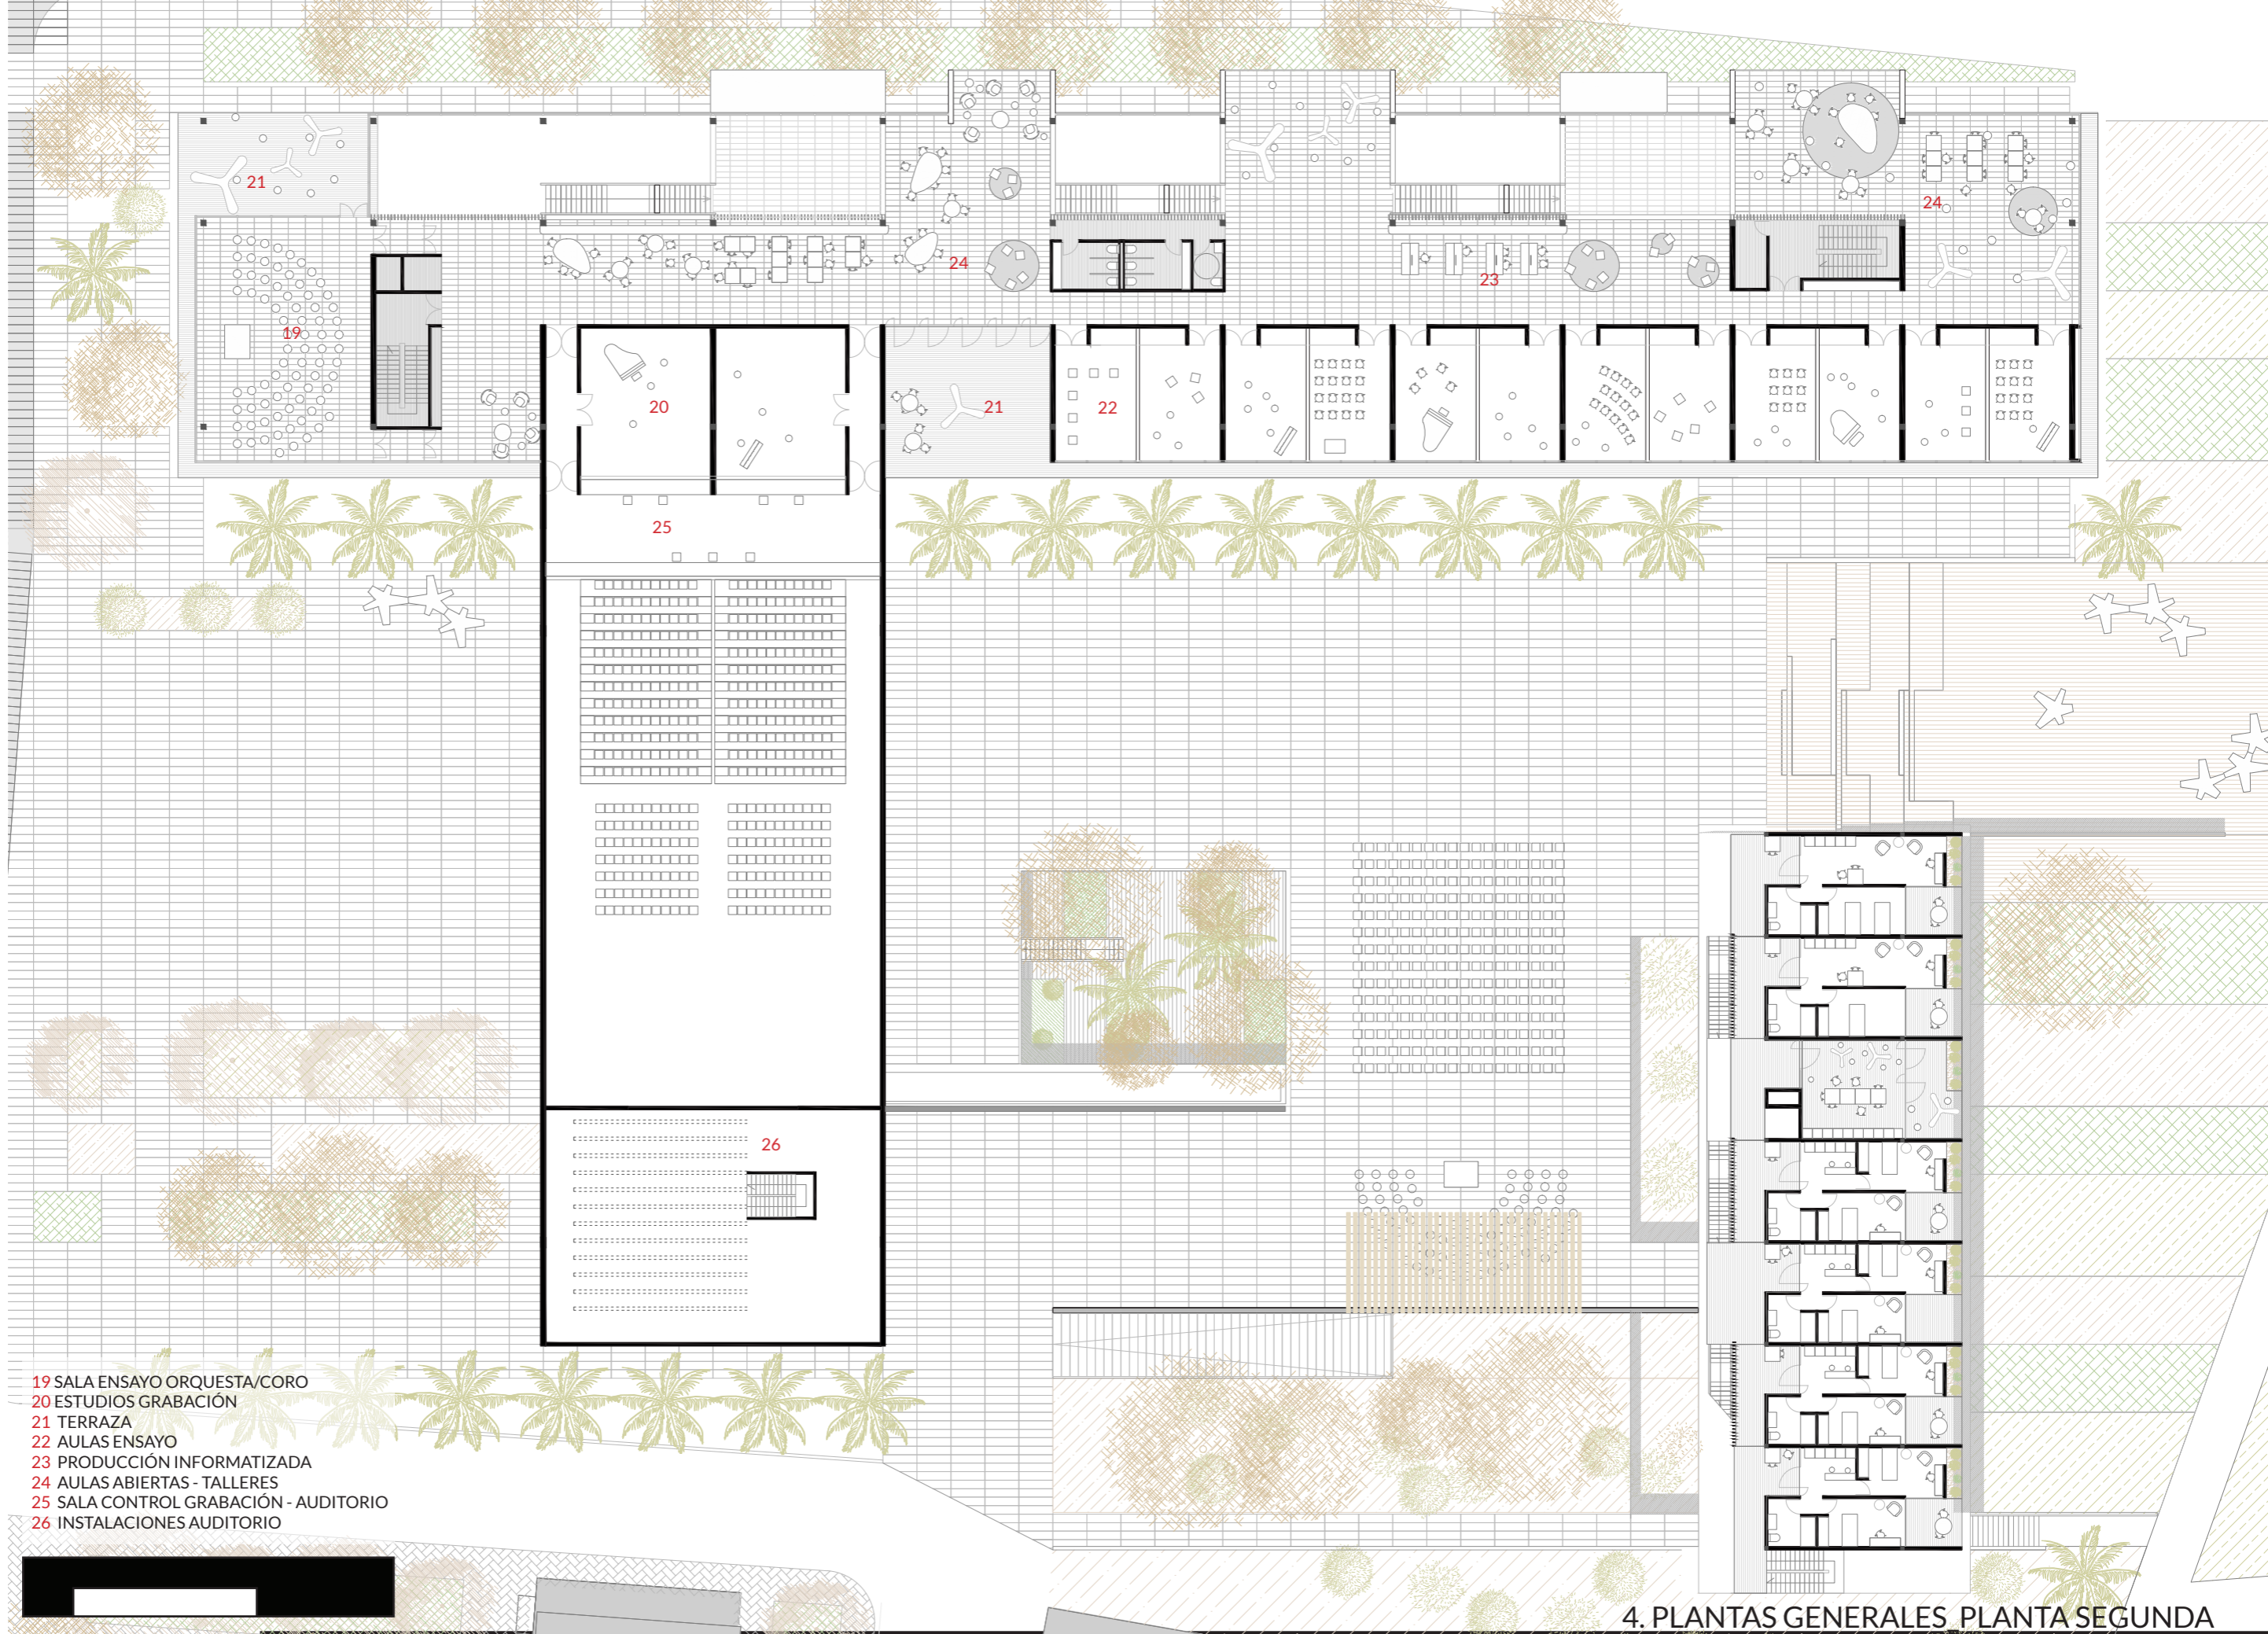 21
24
24
23
19
20
21
22
25
26
19 SALA ENSAYO ORQUESTA/CORO
20 ESTUDIOS GRABACIÓN
21 TERRAZA
22 AULAS ENSAYO
23 PRODUCCIÓN INFORMATIZADA
24 AULAS ABIERTAS - TALLERES
25 SALA CONTROL GRABACIÓN - AUDITORIO
26 INSTALACIONES AUDITORIO
4. PLANTAS GENERALES_PLANTA SEGUNDA